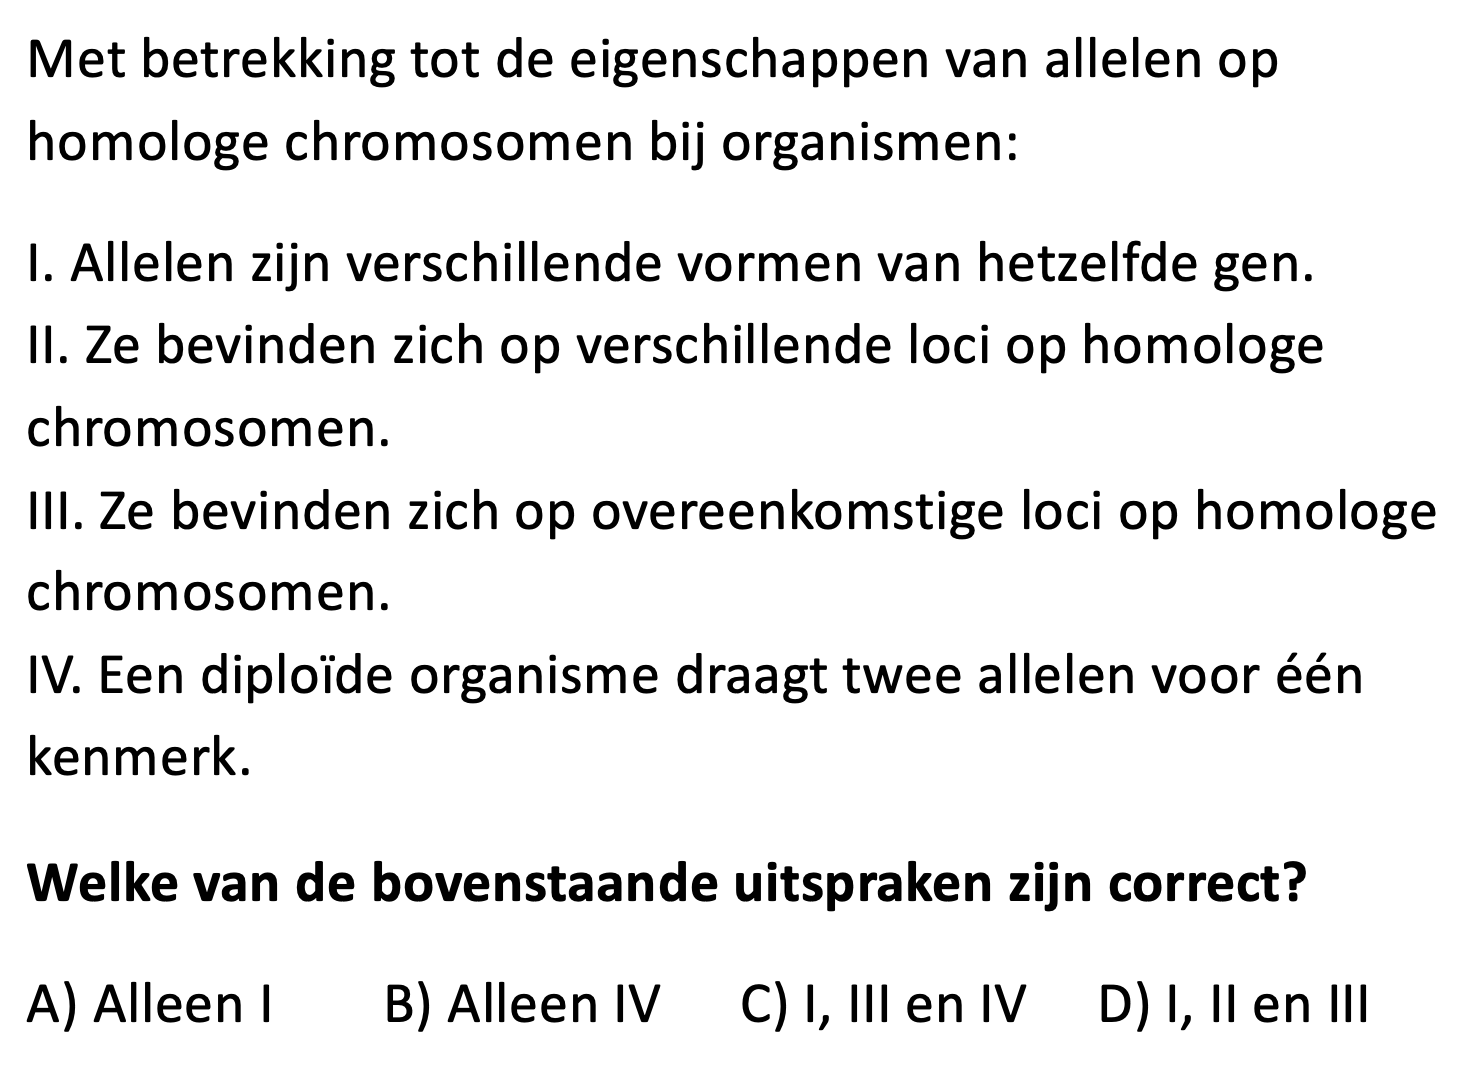 Met betrekking tot de eigenschappen van allelen op
homologe chromosomen bij organismen:
I. Allelen zijn verschillende vormen van hetzelfde gen.
II. Ze bevinden zich op verschillende loci op homologe
chromosomen.
III. Ze bevinden zich op overeenkomstige loci op homologe
chromosomen.
IV. Een diploïde organisme draagt twee allelen voor één
kenmerk.
Welke van de bovenstaande uitspraken zijn correct?
A) Alleen I B) Alleen IV C) I, III en IV D) I, II en III